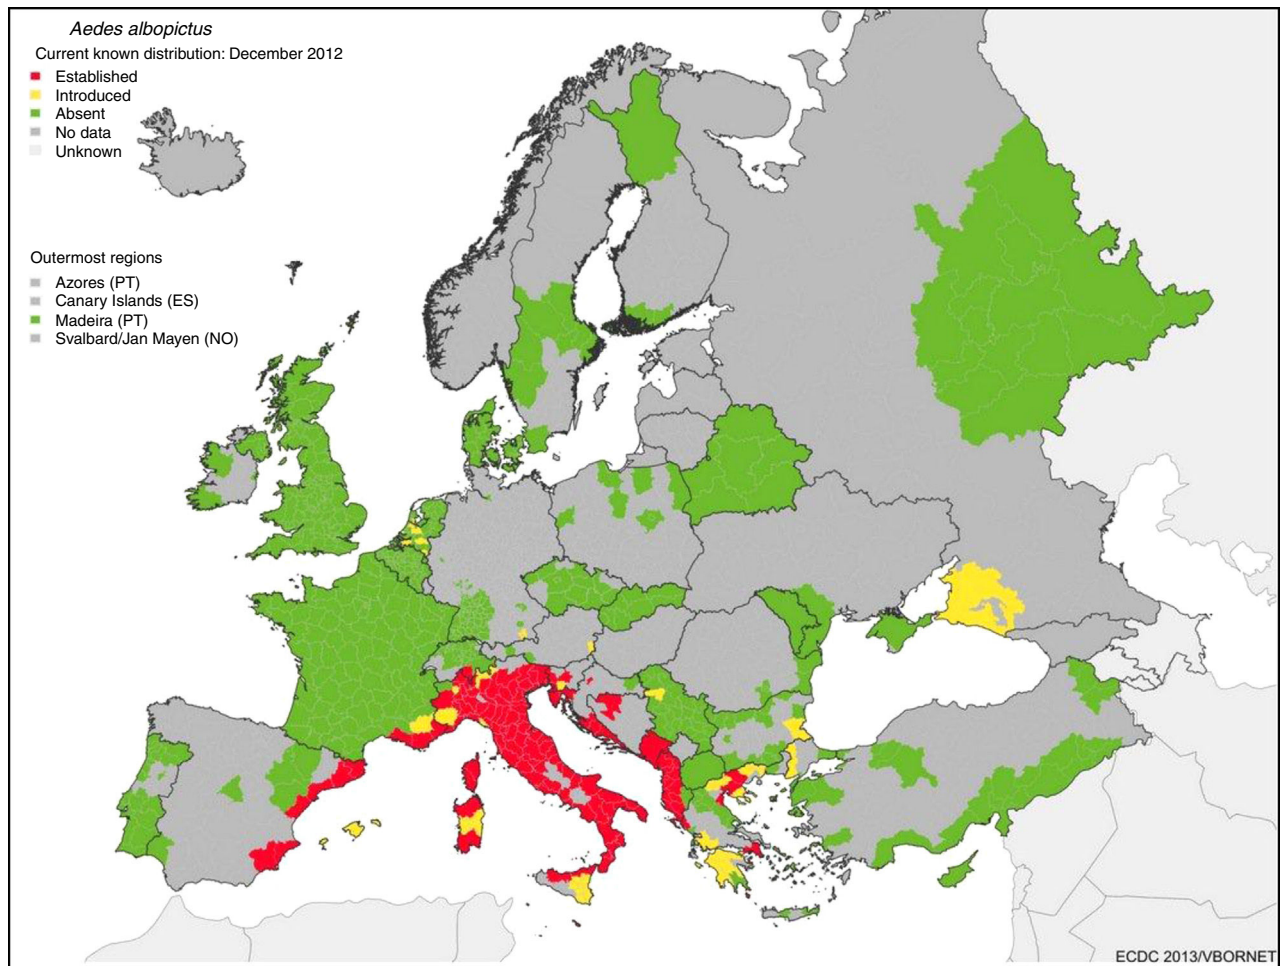 Aedes albopictus
Current known distribution: December 2012
Established
Introduced
Absent
No data
Unknown
Outermost regions
Azores (PT)
Canary Islands (ES)
Madeira (PT)
Svalbard/Jan Mayen (NO)
ECDC 2013/VBORNET